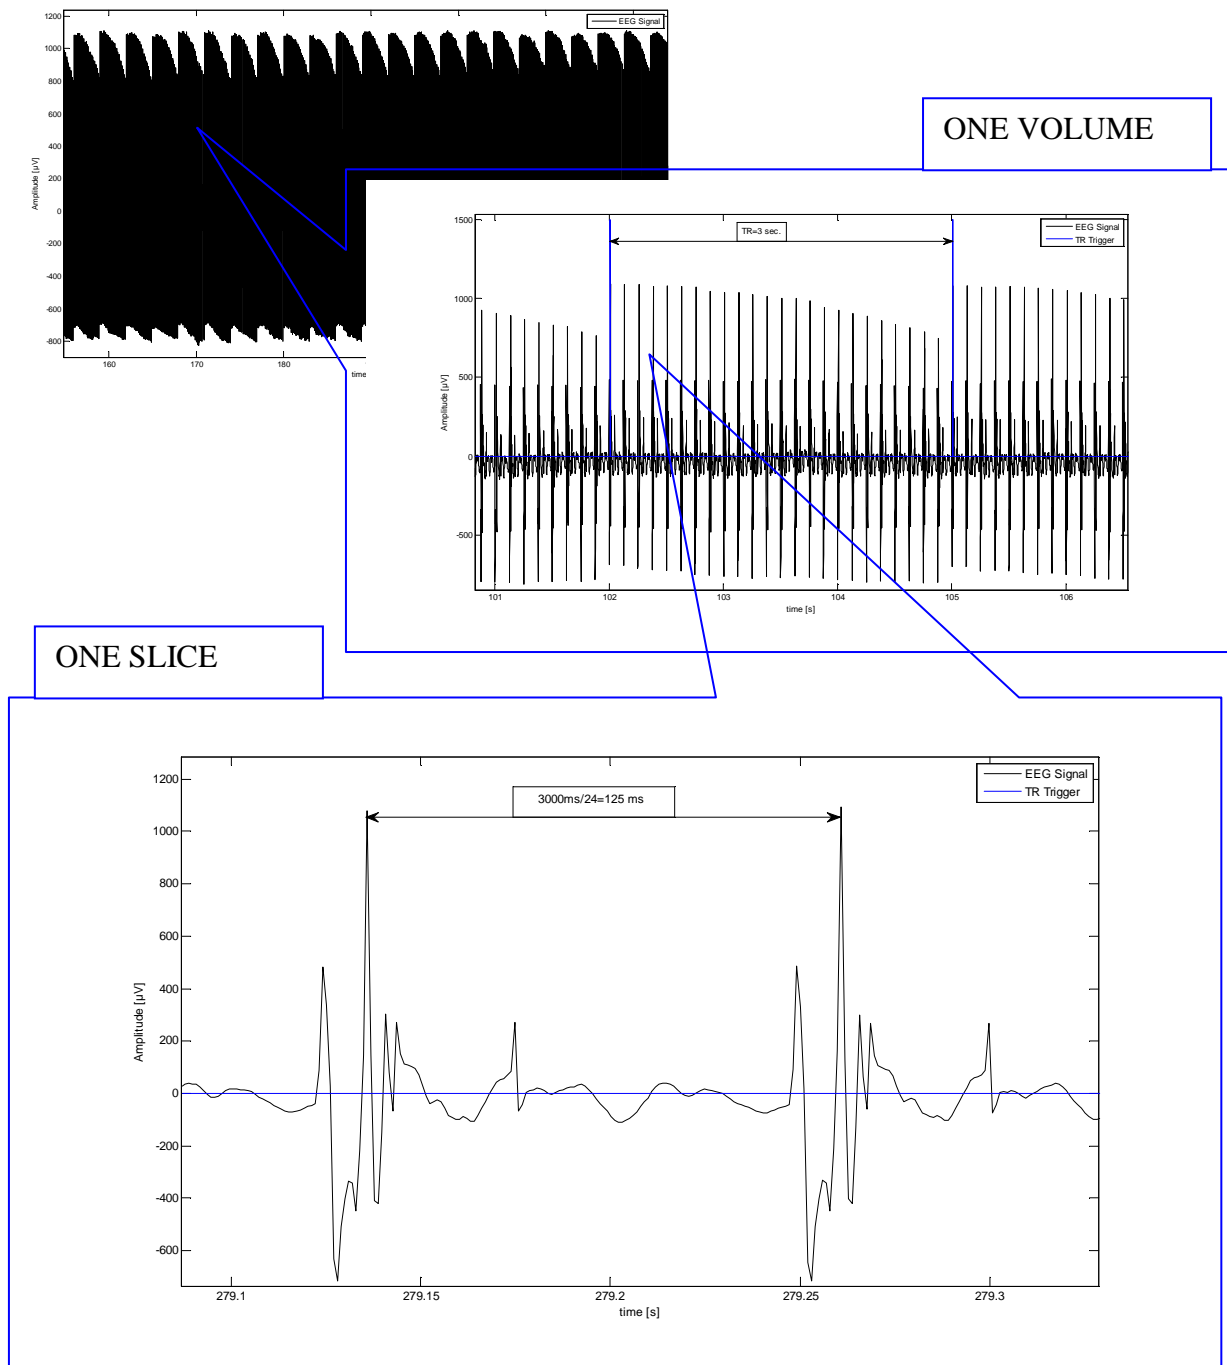 1200
1000
800
600
400
200
0
-200
-400
-600
-800
Amplitude [µV]
160
170
180
EEG Signal
ONE VOLUME
1500
1000
500
0
-500
Amplitude [µV]
TR=3 sec.
EEG Signal
TR Trigger
101
102
103
104
105
106
time [s]
ONE SLICE
1200
1000
800
600
400
200
0
-200
-400
-600
Amplitude [µV]
3000ms/24=125 ms
EEG Signal
TR Trigger
279.1
279.15
279.2
279.25
279.3
time [s]